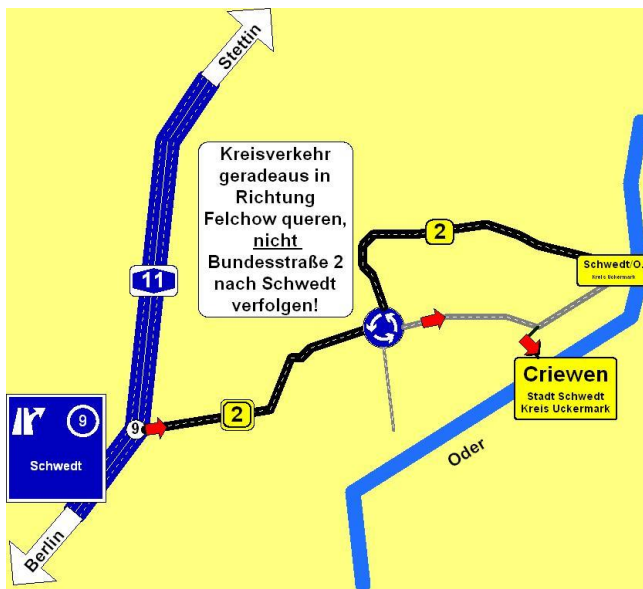 Stettin
Kreisverkehr
geradeaus in
Richtung
Felchow queren,
nicht
Bundesstraße 2
nach Schwedt
verfolgen!
2
11
Schwedt/O.
Kreis Uckermark
Criewen
Stadt Schwedt
Kreis Uckermark
2
9
9
Schwedt
Oder
Berlin